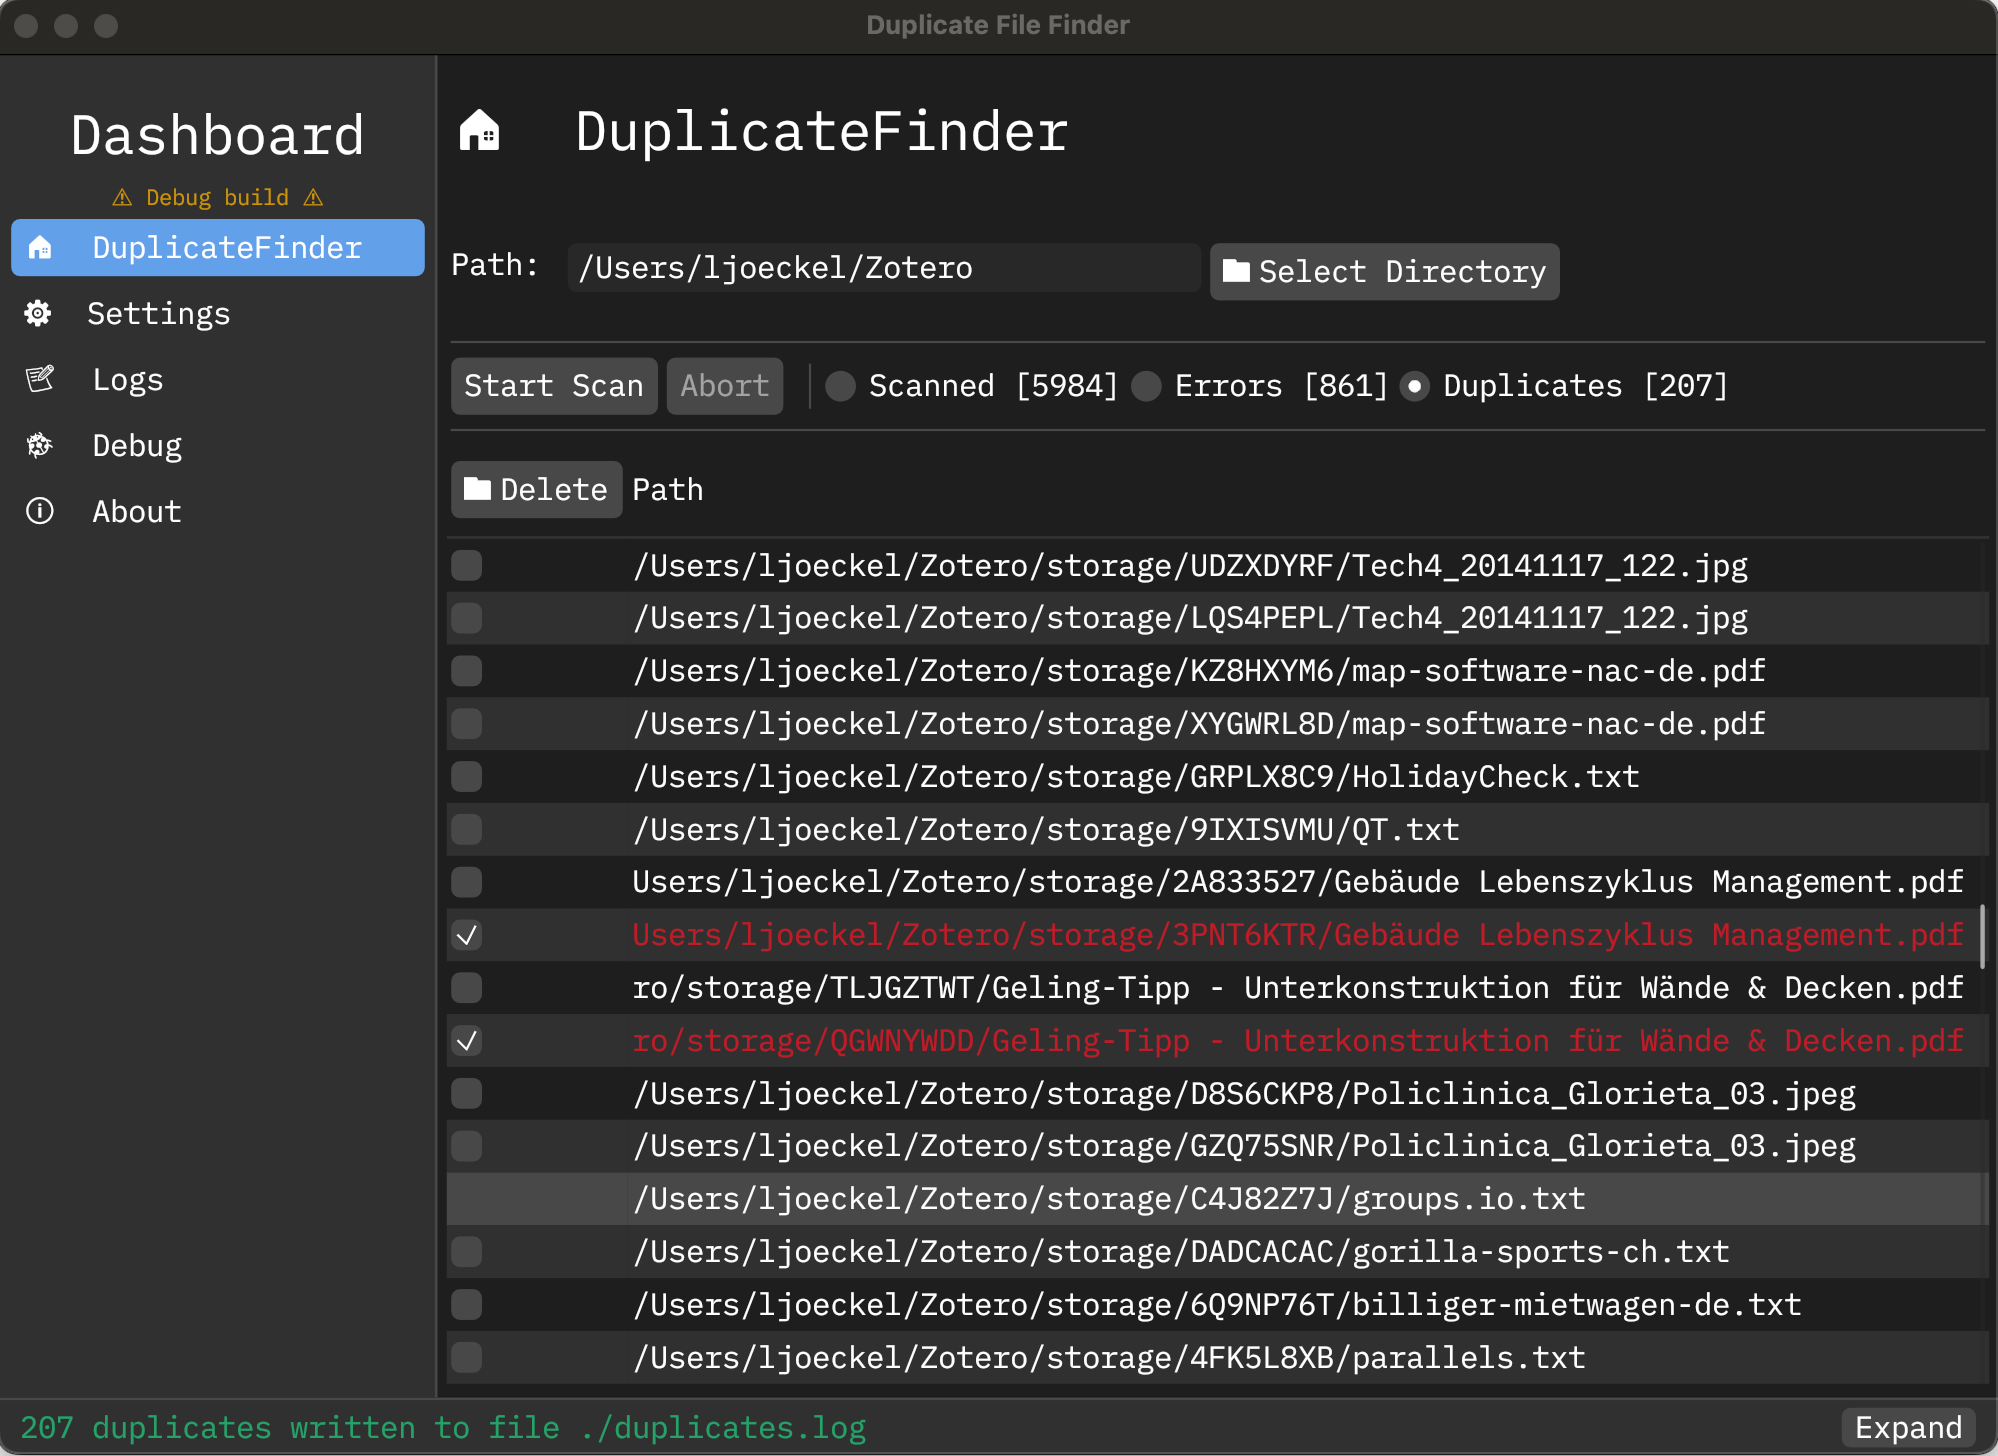 Duplicate File Finder
Dashboard
⚠ Debug build ⚠
DuplicateFinder
Settings
Logs
Debug
About
DuplicateFinder
Path: /Users/ljoeckel/Zotero Select Directory
Start Scan Abort Scanned [5984] Errors [861] Duplicates [207]
Delete Path
/Users/ljoeckel/Zotero/storage/UDZXDYRF/Tech4_20141117_122.jpg
/Users/ljoeckel/Zotero/storage/LQS4PEPL/Tech4_20141117_122.jpg
/Users/ljoeckel/Zotero/storage/KZ8HXYM6/map-software-nac-de.pdf
/Users/ljoeckel/Zotero/storage/XYGWRL8D/map-software-nac-de.pdf
/Users/ljoeckel/Zotero/storage/GRPLX8C9/HolidayCheck.txt
/Users/ljoeckel/Zotero/storage/9IXISVMU/QT.txt
Users/ljoeckel/Zotero/storage/2A833527/Gebäude Lebenszyklus Management.pdf
Users/ljoeckel/Zotero/storage/3PNT6KTR/Gebäude Lebenszyklus Management.pdf
ro/storage/TLJGZTWT/Geling-Tipp - Unterkonstruktion für Wände & Decken.pdf
ro/storage/QGWNYWDD/Geling-Tipp - Unterkonstruktion für Wände & Decken.pdf
/Users/ljoeckel/Zotero/storage/D8S6CKP8/Policlinica_Glorieta_03.jpeg
/Users/ljoeckel/Zotero/storage/GZQ75SNR/Policlinica_Glorieta_03.jpeg
/Users/ljoeckel/Zotero/storage/C4J82Z7J/groups.io.txt
/Users/ljoeckel/Zotero/storage/DADCACAC/gorilla-sports-ch.txt
/Users/ljoeckel/Zotero/storage/6Q9NP76T/billiger-mietwagen-de.txt
/Users/ljoeckel/Zotero/storage/4FK5L8XB/parallels.txt
207 duplicates written to file ./duplicates.log
Expand